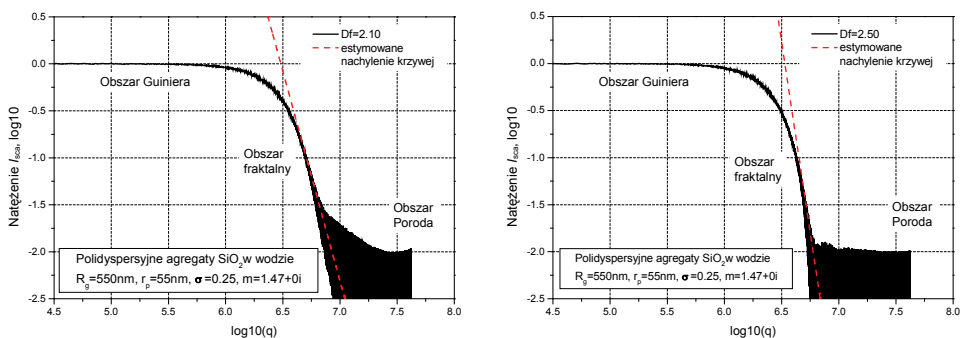 Df=2.10
estymowane
nachylenie krzywej
Obszar Guiniera
Obszar
fraktalny
Obszar
Poroda
Polidyspersyjne agregaty SiO2w wodzie
Rg=550nm, rp=55nm, σ=0.25, m=1.47+0i
Natężenie Isca, log10
0.5
0.0
-0.5
-1.0
-1.5
-2.0
-2.5
4.5 5.0 5.5 6.0 6.5 7.0 7.5 8.0
log10(q)
Df=2.50
estymowane
nachylenie krzywej
Obszar Guiniera
Obszar
fraktalny
Obszar
Poroda
Polidyspersyjne agregaty SiO2w wodzie
Rg=550nm, rp=55nm, σ=0.25, m=1.47+0i
Natężenie Isca, log10
0.5
0.0
-0.5
-1.0
-1.5
-2.0
-2.5
4.5 5.0 5.5 6.0 6.5 7.0 7.5 8.0
log10(q)